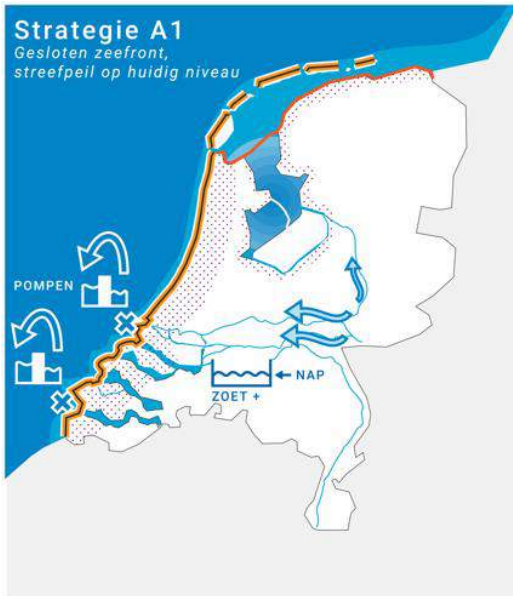 Strategie A1
Gesloten zeefront,
streefpeil op huidig niveau
POMPEN
NAP
ZOET +